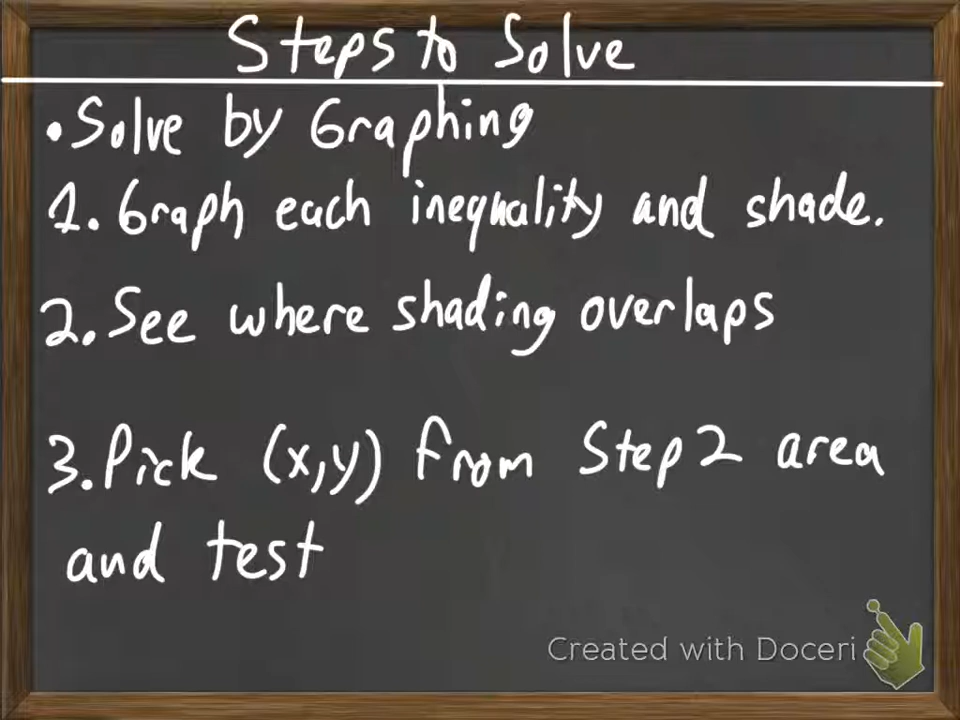 Steps to Solve
• Solve by Graphing
1. Graph each inequality and shade.
2. See where shading overlaps
3. Pick (x,y) from Step 2 area
and test
Created with Doceri